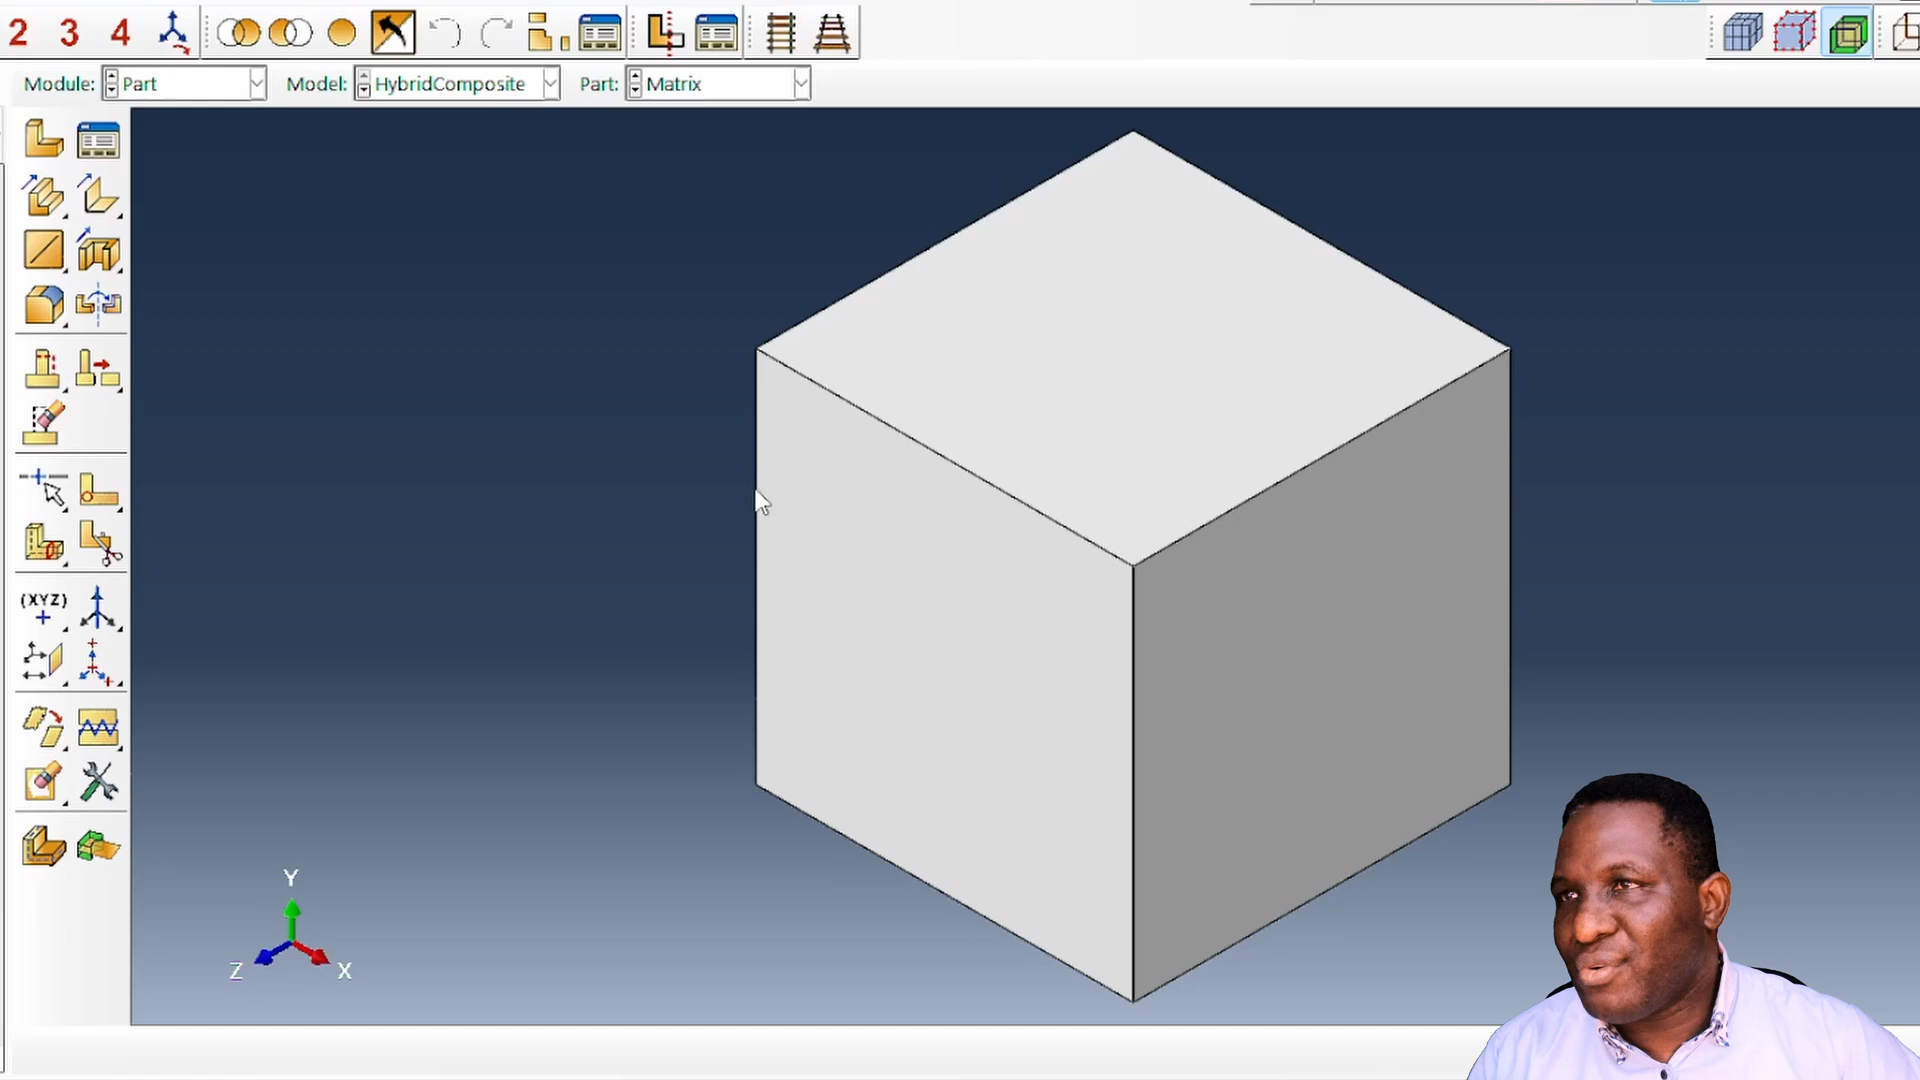 2 3 4
Module: Part Model: HybridComposite Part: Matrix
(XYZ)
Y
Z X